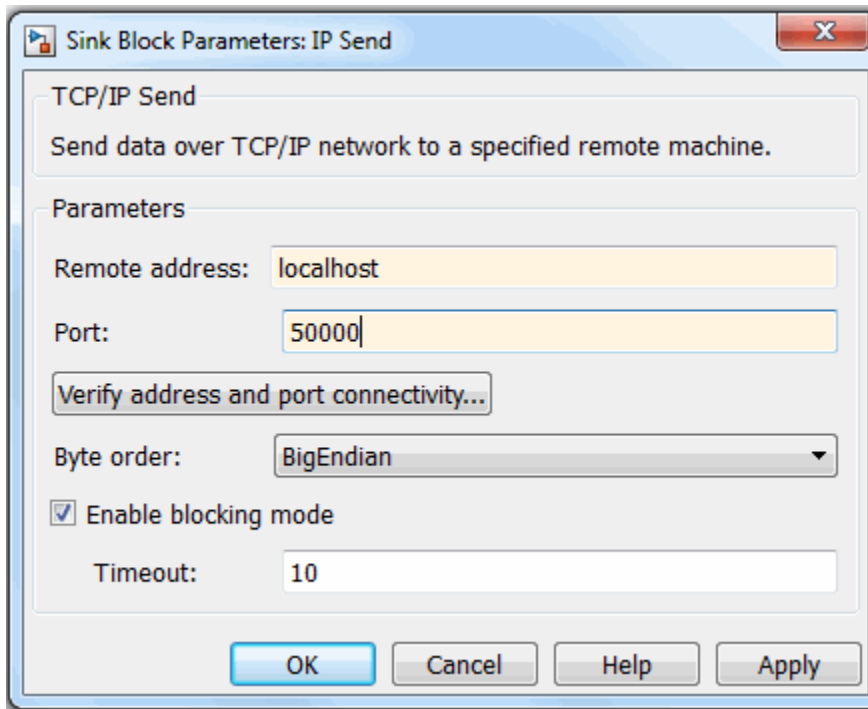 Sink Block Parameters: IP Send
TCP/IP Send
Send data over TCP/IP network to a specified remote machine.
Parameters
Remote address: localhost
Port: 50000
Verify address and port connectivity...
Byte order: BigEndian
Enable blocking mode
Timeout: 10
OK Cancel Help Apply